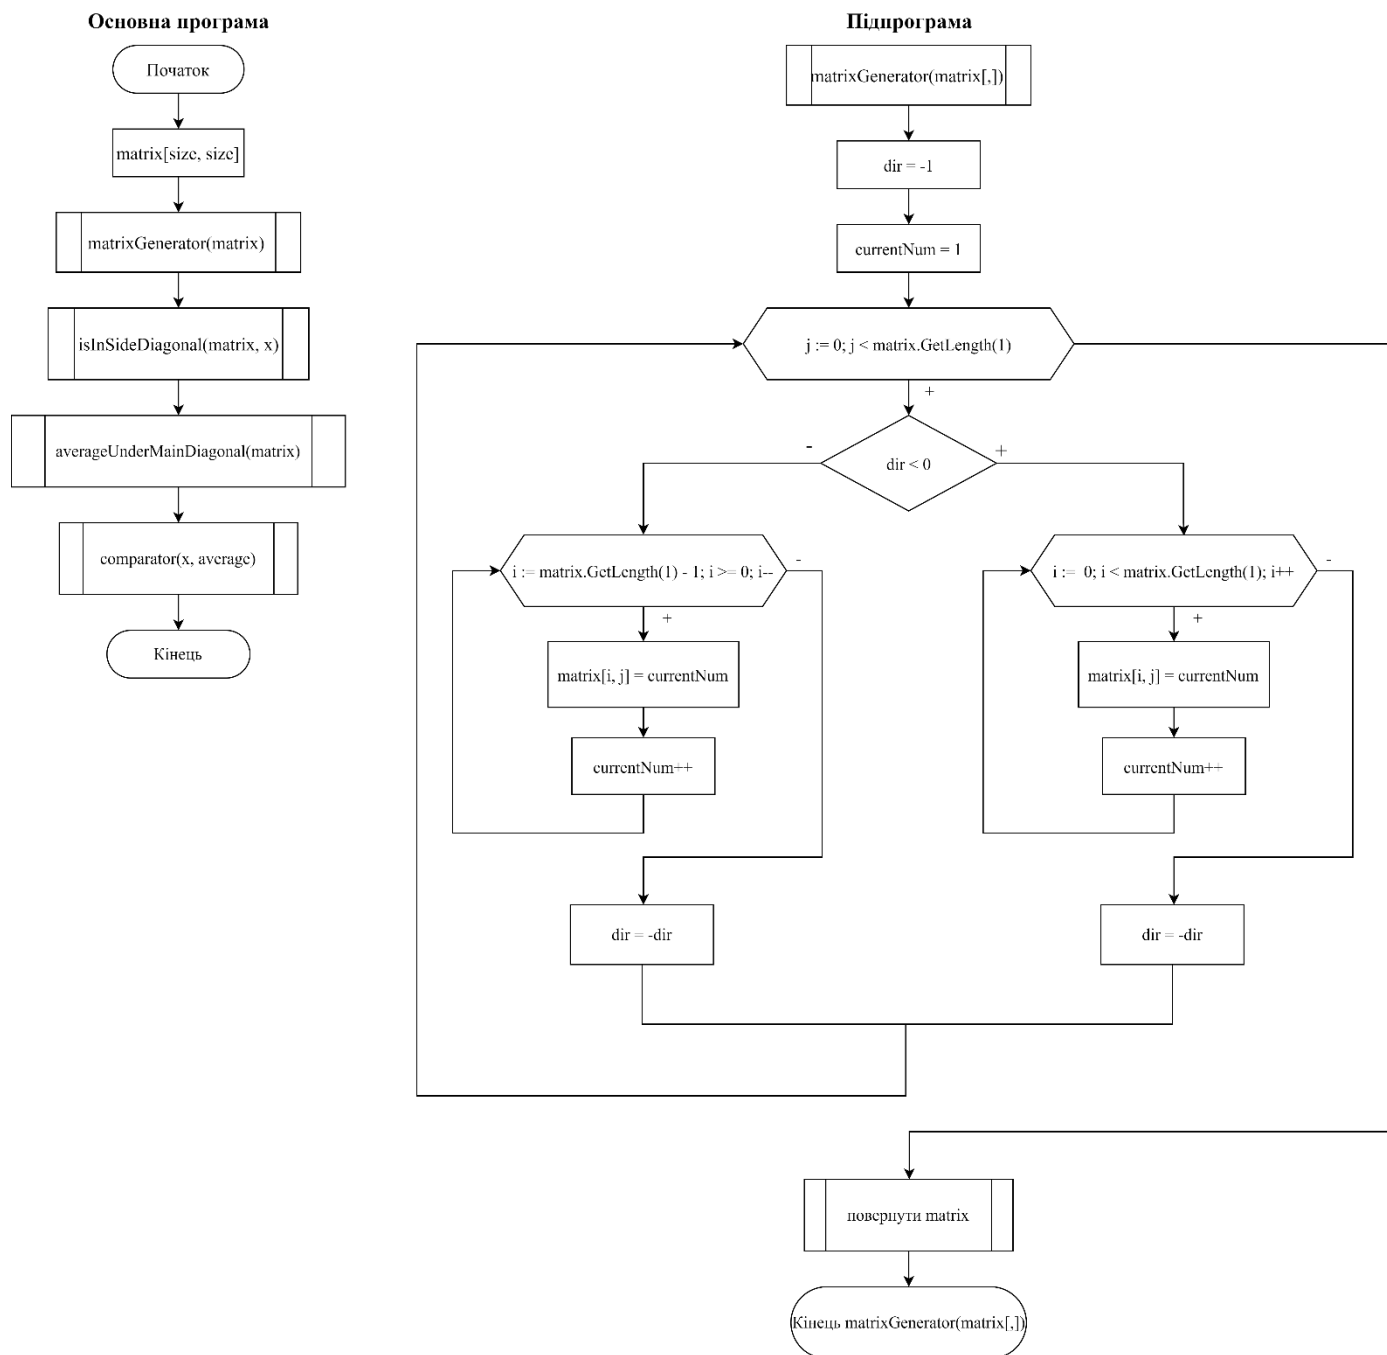 Основна програма
Початок
matrix[size, size]
matrixGenerator(matrix)
isInSideDiagonal(matrix, x)
averageUnderMainDiagonal(matrix)
comparator(x, average)
Кінець
Підпрограма
matrixGenerator(matrix[,])
dir = -1
currentNum = 1
j := 0; j < matrix.GetLength(1)
+
dir < 0
-
+
i := matrix.GetLength(1) - 1; i >= 0; i--
-
+
matrix[i, j] = currentNum
currentNum++
dir = -dir
i := 0; i < matrix.GetLength(1); i++
-
+
matrix[i, j] = currentNum
currentNum++
dir = -dir
повернути matrix
Кінець matrixGenerator(matrix[,])